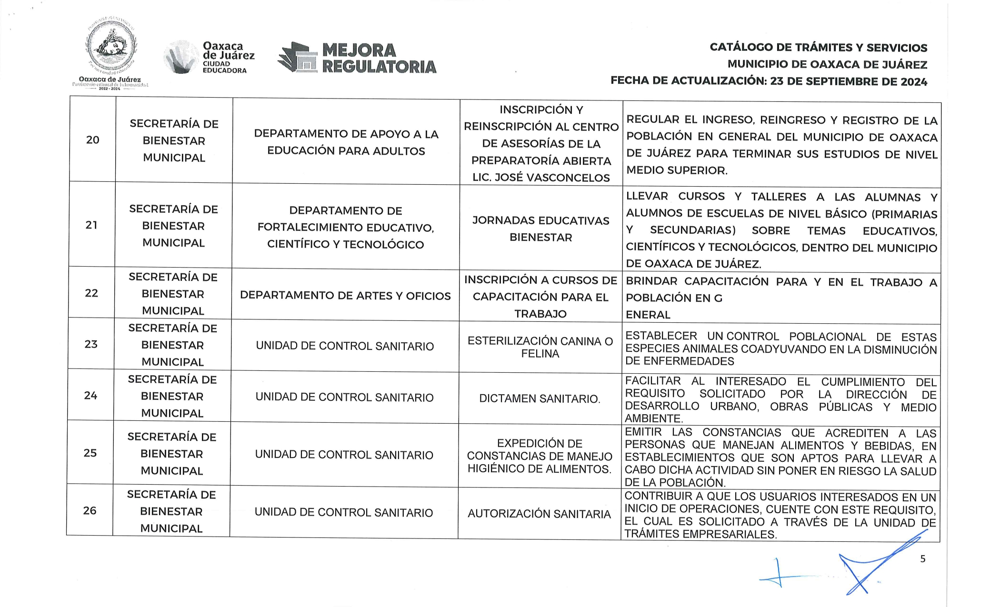 Oaxaca de Juárez
Patrimonio cultural de la humanidad
2022 - 2024
Oaxaca
de Juárez
CIUDAD
EDUCADORA
MEJORA
REGULATORIA
CATÁLOGO DE TRÁMITES Y SERVICIOS
MUNICIPIO DE OAXACA DE JUÁREZ
FECHA DE ACTUALIZACIÓN: 23 DE SEPTIEMBRE DE 2024
20
SECRETARÍA DE
BIENESTAR
MUNICIPAL
DEPARTAMENTO DE APOYO A LA
EDUCACIÓN PARA ADULTOS
INSCRIPCIÓN Y
REINSCRIPCIÓN AL CENTRO
DE ASESORÍAS DE LA
PREPARATORÍA ABIERTA
LIC. JOSÉ VASCONCELOS
REGULAR EL INGRESO, REINGRESO Y REGISTRO DE LA
POBLACIÓN EN GENERAL DEL MUNICIPIO DE OAXACA
DE JUÁREZ PARA TERMINAR SUS ESTUDIOS DE NIVEL
MEDIO SUPERIOR.
21
SECRETARÍA DE
BIENESTAR
MUNICIPAL
DEPARTAMENTO DE
FORTALECIMIENTO EDUCATIVO,
CIENTÍFICO Y TECNOLÓGICO
JORNADAS EDUCATIVAS
BIENESTAR
LLEVAR CURSOS Y TALLERES A LAS ALUMNAS Y
ALUMNOS DE ESCUELAS DE NIVEL BÁSICO (PRIMARIAS
Y SECUNDARIAS) SOBRE TEMAS EDUCATIVOS,
CIENTÍFICOS Y TECNOLÓGICOS, DENTRO DEL MUNICIPIO
DE OAXACA DE JUÁREZ.
22
SECRETARÍA DE
BIENESTAR
MUNICIPAL
DEPARTAMENTO DE ARTES Y OFICIOS
INSCRIPCIÓN A CURSOS DE
CAPACITACIÓN PARA EL
TRABAJO
BRINDAR CAPACITACIÓN PARA Y EN EL TRABAJO A
POBLACIÓN EN G
ENERAL
23
SECRETARÍA DE
BIENESTAR
MUNICIPAL
UNIDAD DE CONTROL SANITARIO
ESTERILIZACIÓN CANINA O
FELINA
ESTABLECER UN CONTROL POBLACIONAL DE ESTAS
ESPECIES ANIMALES COADYUVANDO EN LA DISMINUCIÓN
DE ENFERMEDADES
24
SECRETARÍA DE
BIENESTAR
MUNICIPAL
UNIDAD DE CONTROL SANITARIO
DICTAMEN SANITARIO.
FACILITAR AL INTERESADO EL CUMPLIMIENTO DEL
REQUISITO SOLICITADO POR LA DIRECCIÓN DE
DESARROLLO URBANO, OBRAS PÚBLICAS Y MEDIO
AMBIENTE.
25
SECRETARÍA DE
BIENESTAR
MUNICIPAL
UNIDAD DE CONTROL SANITARIO
EXPEDICIÓN DE
CONSTANCIAS DE MANEJO
HIGIÉNICO DE ALIMENTOS.
EMITIR LAS CONSTANCIAS QUE ACREDITEN A LAS
PERSONAS QUE MANEJAN ALIMENTOS Y BEBIDAS, EN
ESTABLECIMIENTOS QUE SON APTOS PARA LLEVAR A
CABO DICHA ACTIVIDAD SIN PONER EN RIESGO LA SALUD
DE LA POBLACIÓN.
26
SECRETARÍA DE
BIENESTAR
MUNICIPAL
UNIDAD DE CONTROL SANITARIO
AUTORIZACIÓN SANITARIA
CONTRIBUIR A QUE LOS USUARIOS INTERESADOS EN UN
INICIO DE OPERACIONES, CUENTE CON ESTE REQUISITO,
EL CUAL ES SOLICITADO A TRAVÉS DE LA UNIDAD DE
TRÁMITES EMPRESARIALES.
5